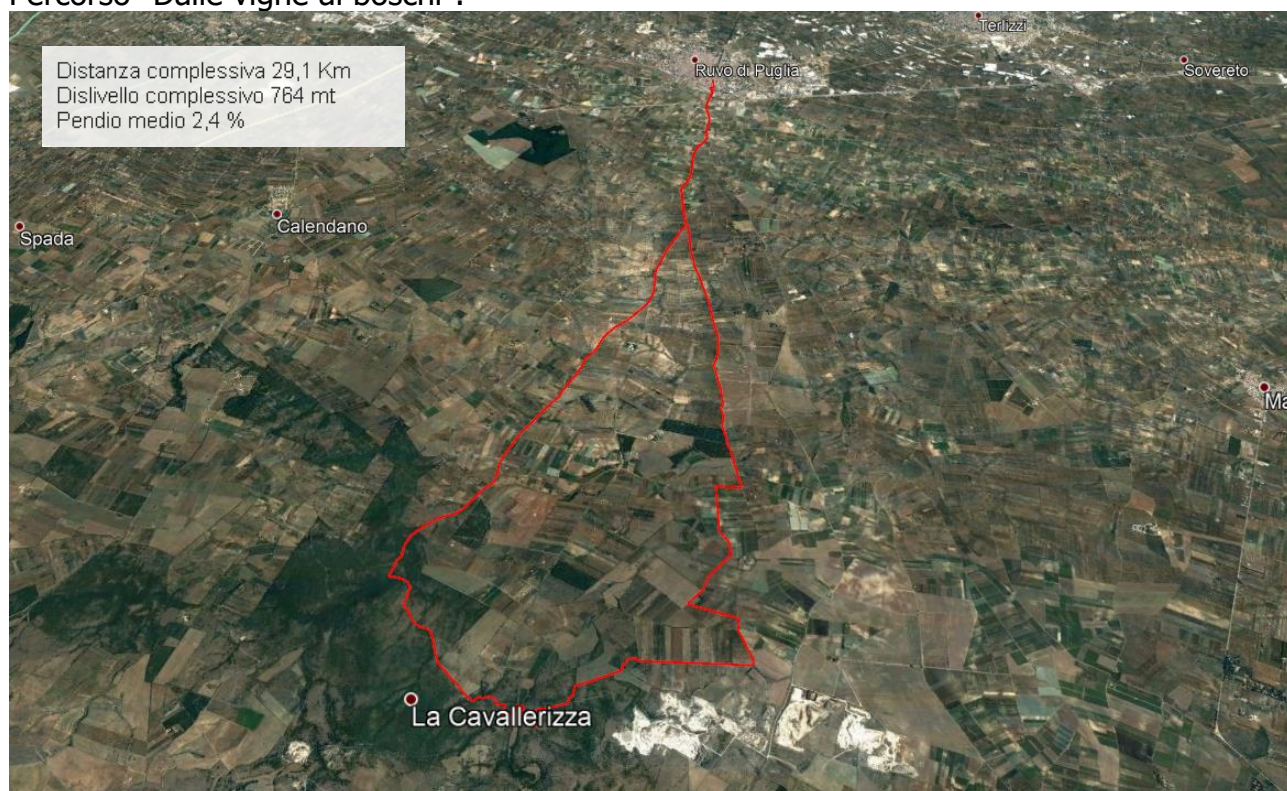 Percorso "Dalle vigne ai boschi":
Distanza complessiva 29,1 Km
Dislivello complessivo 764 mt
Pendio medio 2,4 %
Terlizzi
Ruvo di Puglia
Sovereto
Calendano
Spada
Ma
La Cavallerizza